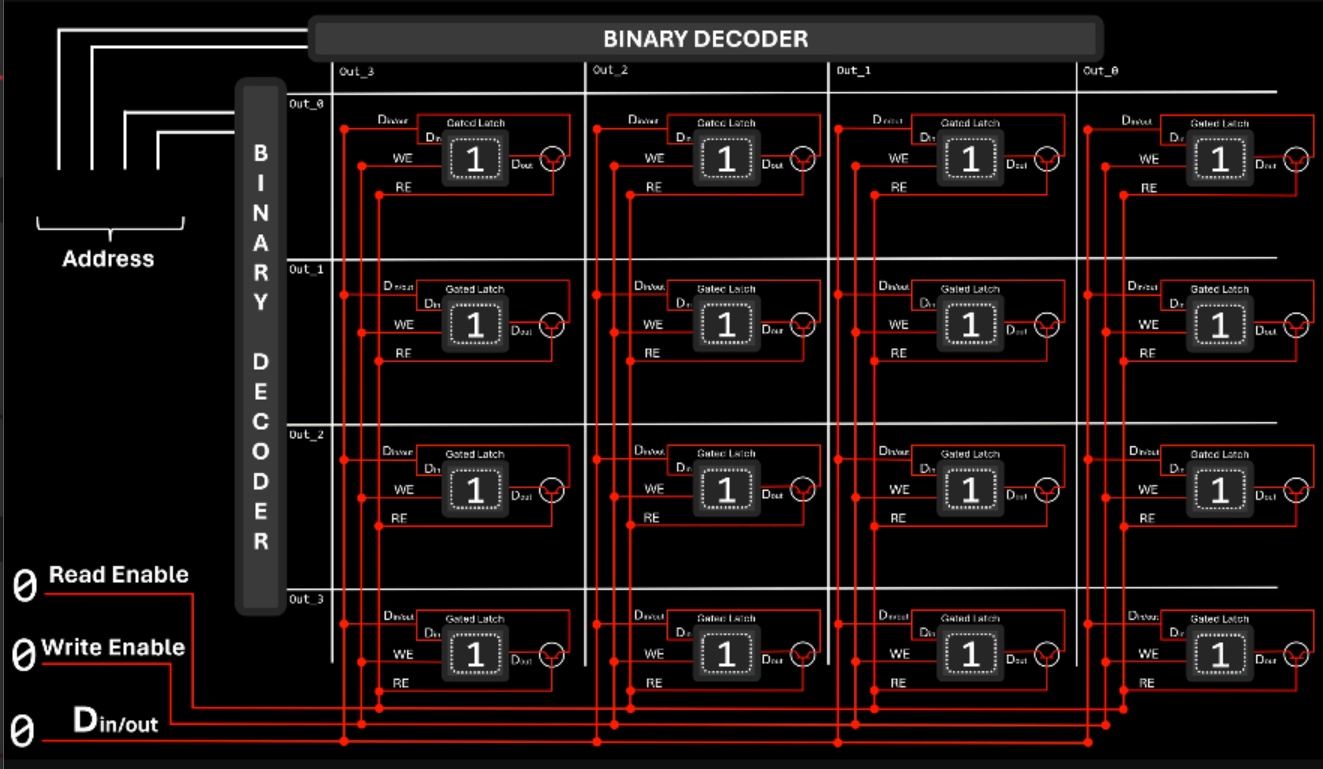 BINARY DECODER
Out_3 Out_2 Out_1 Out_0
Address
BINARY DECODER
Out_0
Din/out Gated Latch Din/out Gated Latch Din/out Gated Latch Din/out Gated Latch
Din Din Din Din
WE 1 Dout WE 1 Dout WE 1 Dout WE 1 Dout
RE RE RE RE
Out_1
Din/out Gated Latch Din/out Gated Latch Din/out Gated Latch Din/out Gated Latch
Din Din Din Din
WE 1 Dout WE 1 Dout WE 1 Dout WE 1 Dout
RE RE RE RE
Out_2
Din/out Gated Latch Din/out Gated Latch Din/out Gated Latch Din/out Gated Latch
Din Din Din Din
WE 1 Dout WE 1 Dout WE 1 Dout WE 1 Dout
RE RE RE RE
Out_3
Din/out Gated Latch Din/out Gated Latch Din/out Gated Latch Din/out Gated Latch
Din Din Din Din
WE 1 Dout WE 1 Dout WE 1 Dout WE 1 Dout
RE RE RE RE
0 Read Enable
0 Write Enable
0 Din/out